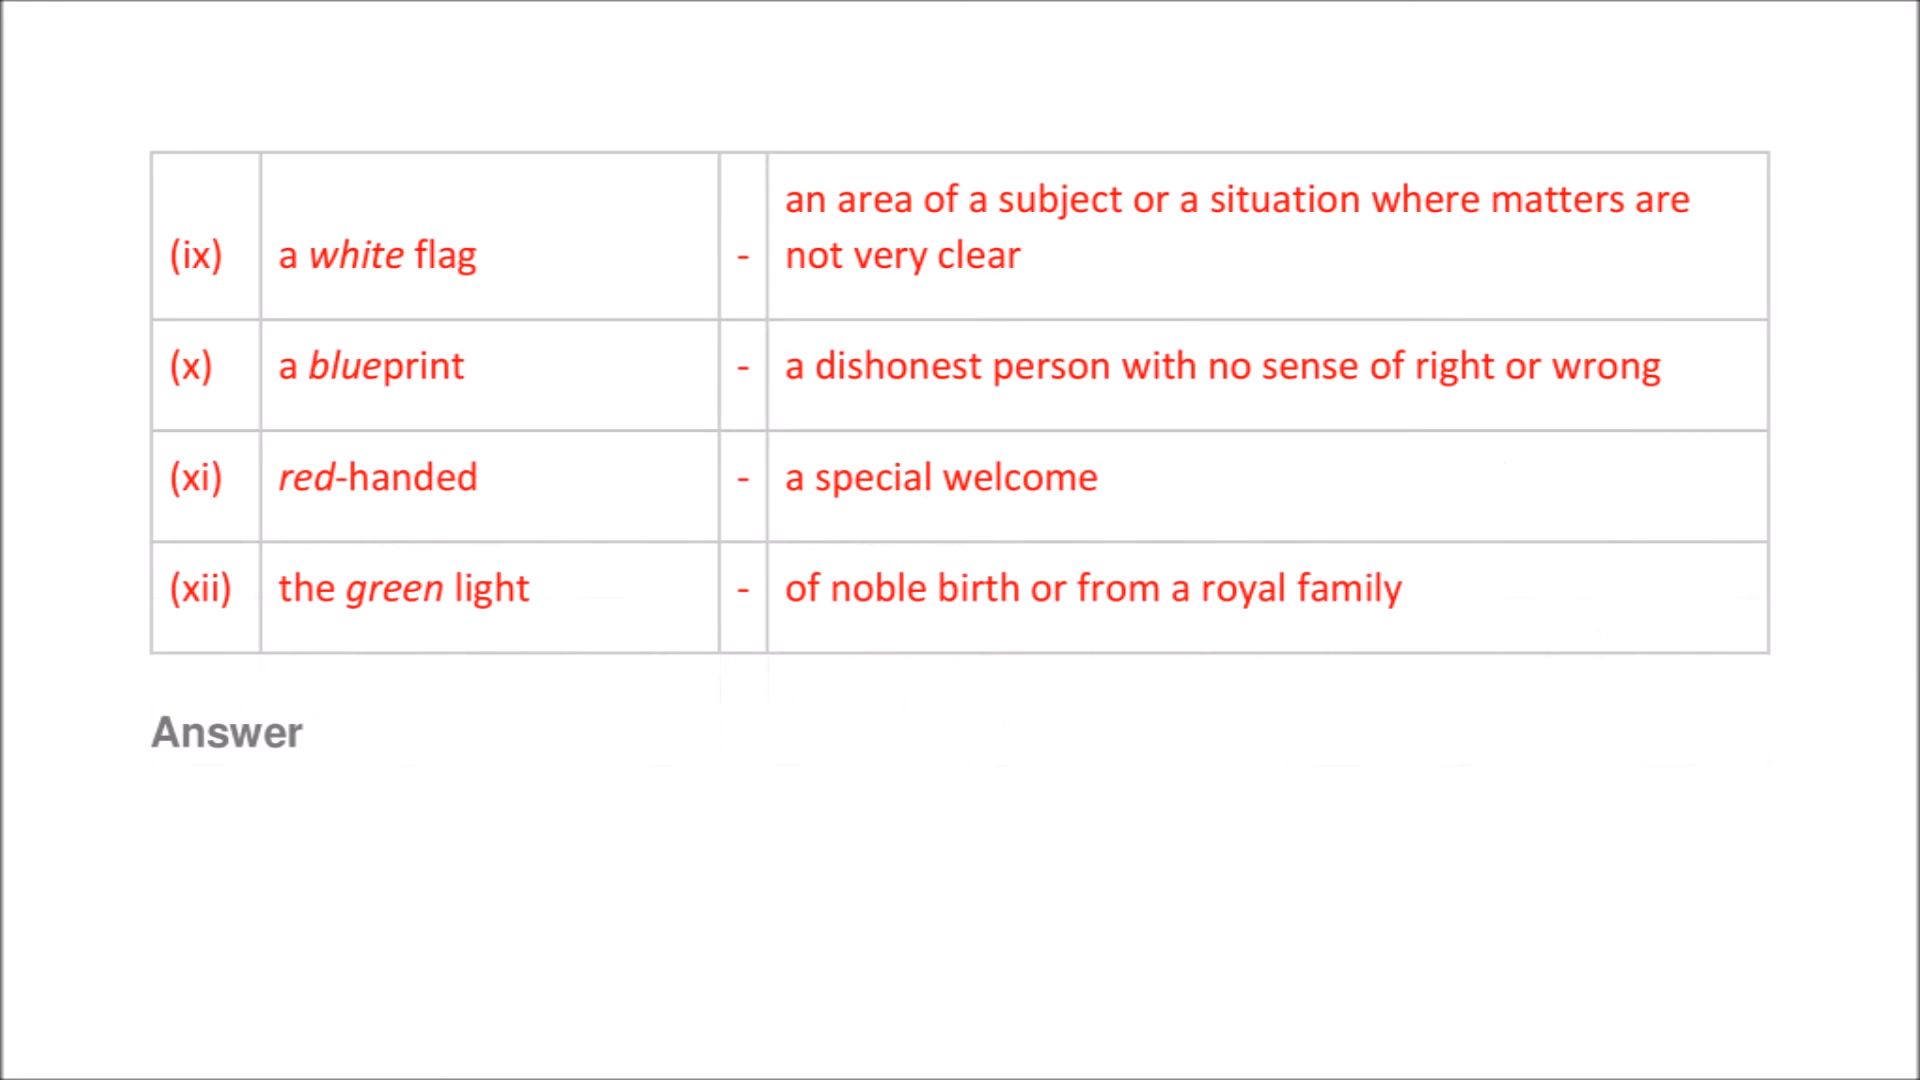 (ix) a white flag - an area of a subject or a situation where matters are
not very clear
(x) a blueprint - a dishonest person with no sense of right or wrong
(xi) red-handed - a special welcome
(xii) the green light - of noble birth or from a royal family
Answer